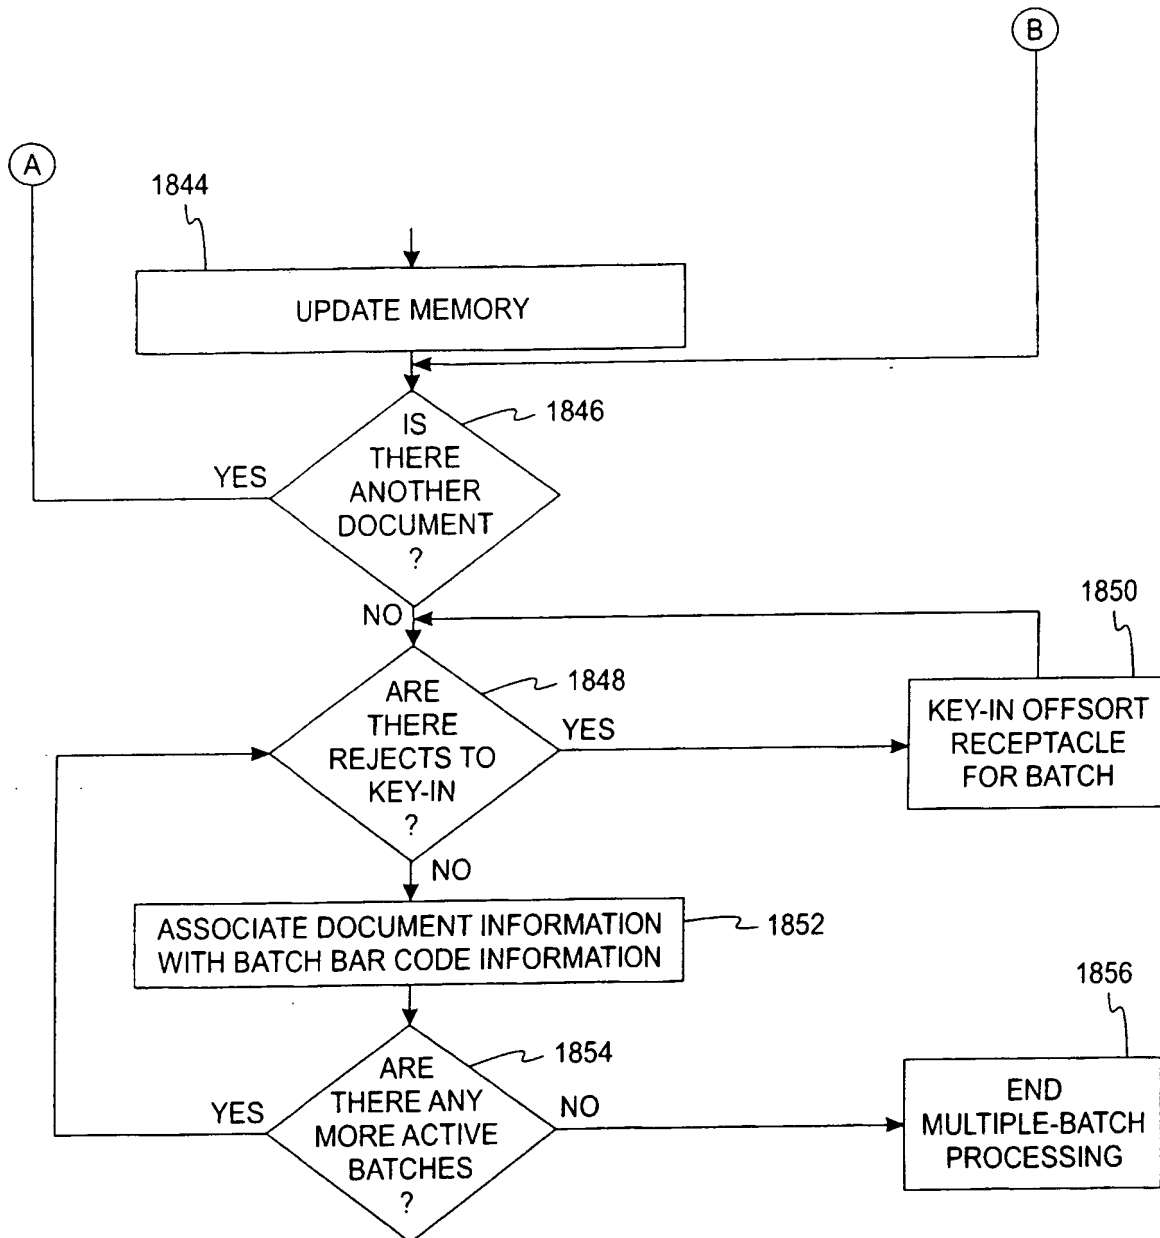 B
A
1844
UPDATE MEMORY
1846
IS
THERE
ANOTHER
DOCUMENT
?
YES
NO
1850
1848
ARE
THERE
REJECTS TO
KEY-IN
?
YES
KEY-IN OFFSORT
RECEPTACLE
FOR BATCH
NO
ASSOCIATE DOCUMENT INFORMATION
WITH BATCH BAR CODE INFORMATION
1852
1856
1854
ARE
THERE ANY
MORE ACTIVE
BATCHES
?
YES
NO
END
MULTIPLE-BATCH
PROCESSING